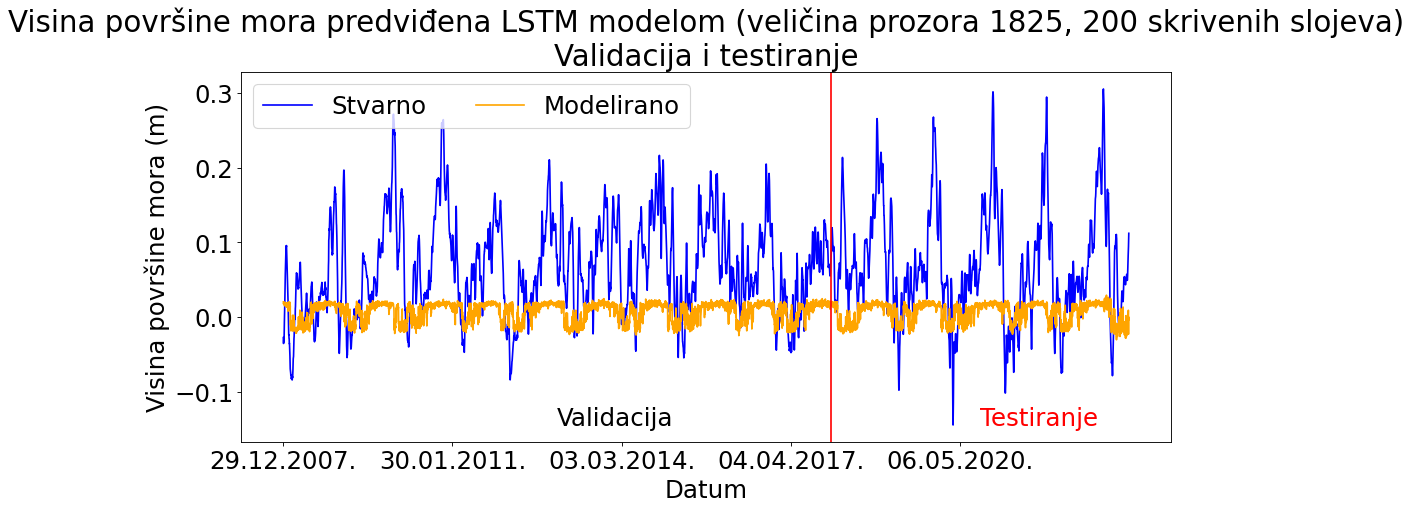 Visina površine mora predviđena LSTM modelom (veličina prozora 1825, 200 skrivenih slojeva)
Validacija i testiranje
Stvarno
Modelirano
Visina površine mora (m)
0.3
0.2
0.1
0.0
−0.1
Validacija
Testiranje
29.12.2007.
30.01.2011.
03.03.2014.
04.04.2017.
06.05.2020.
Datum